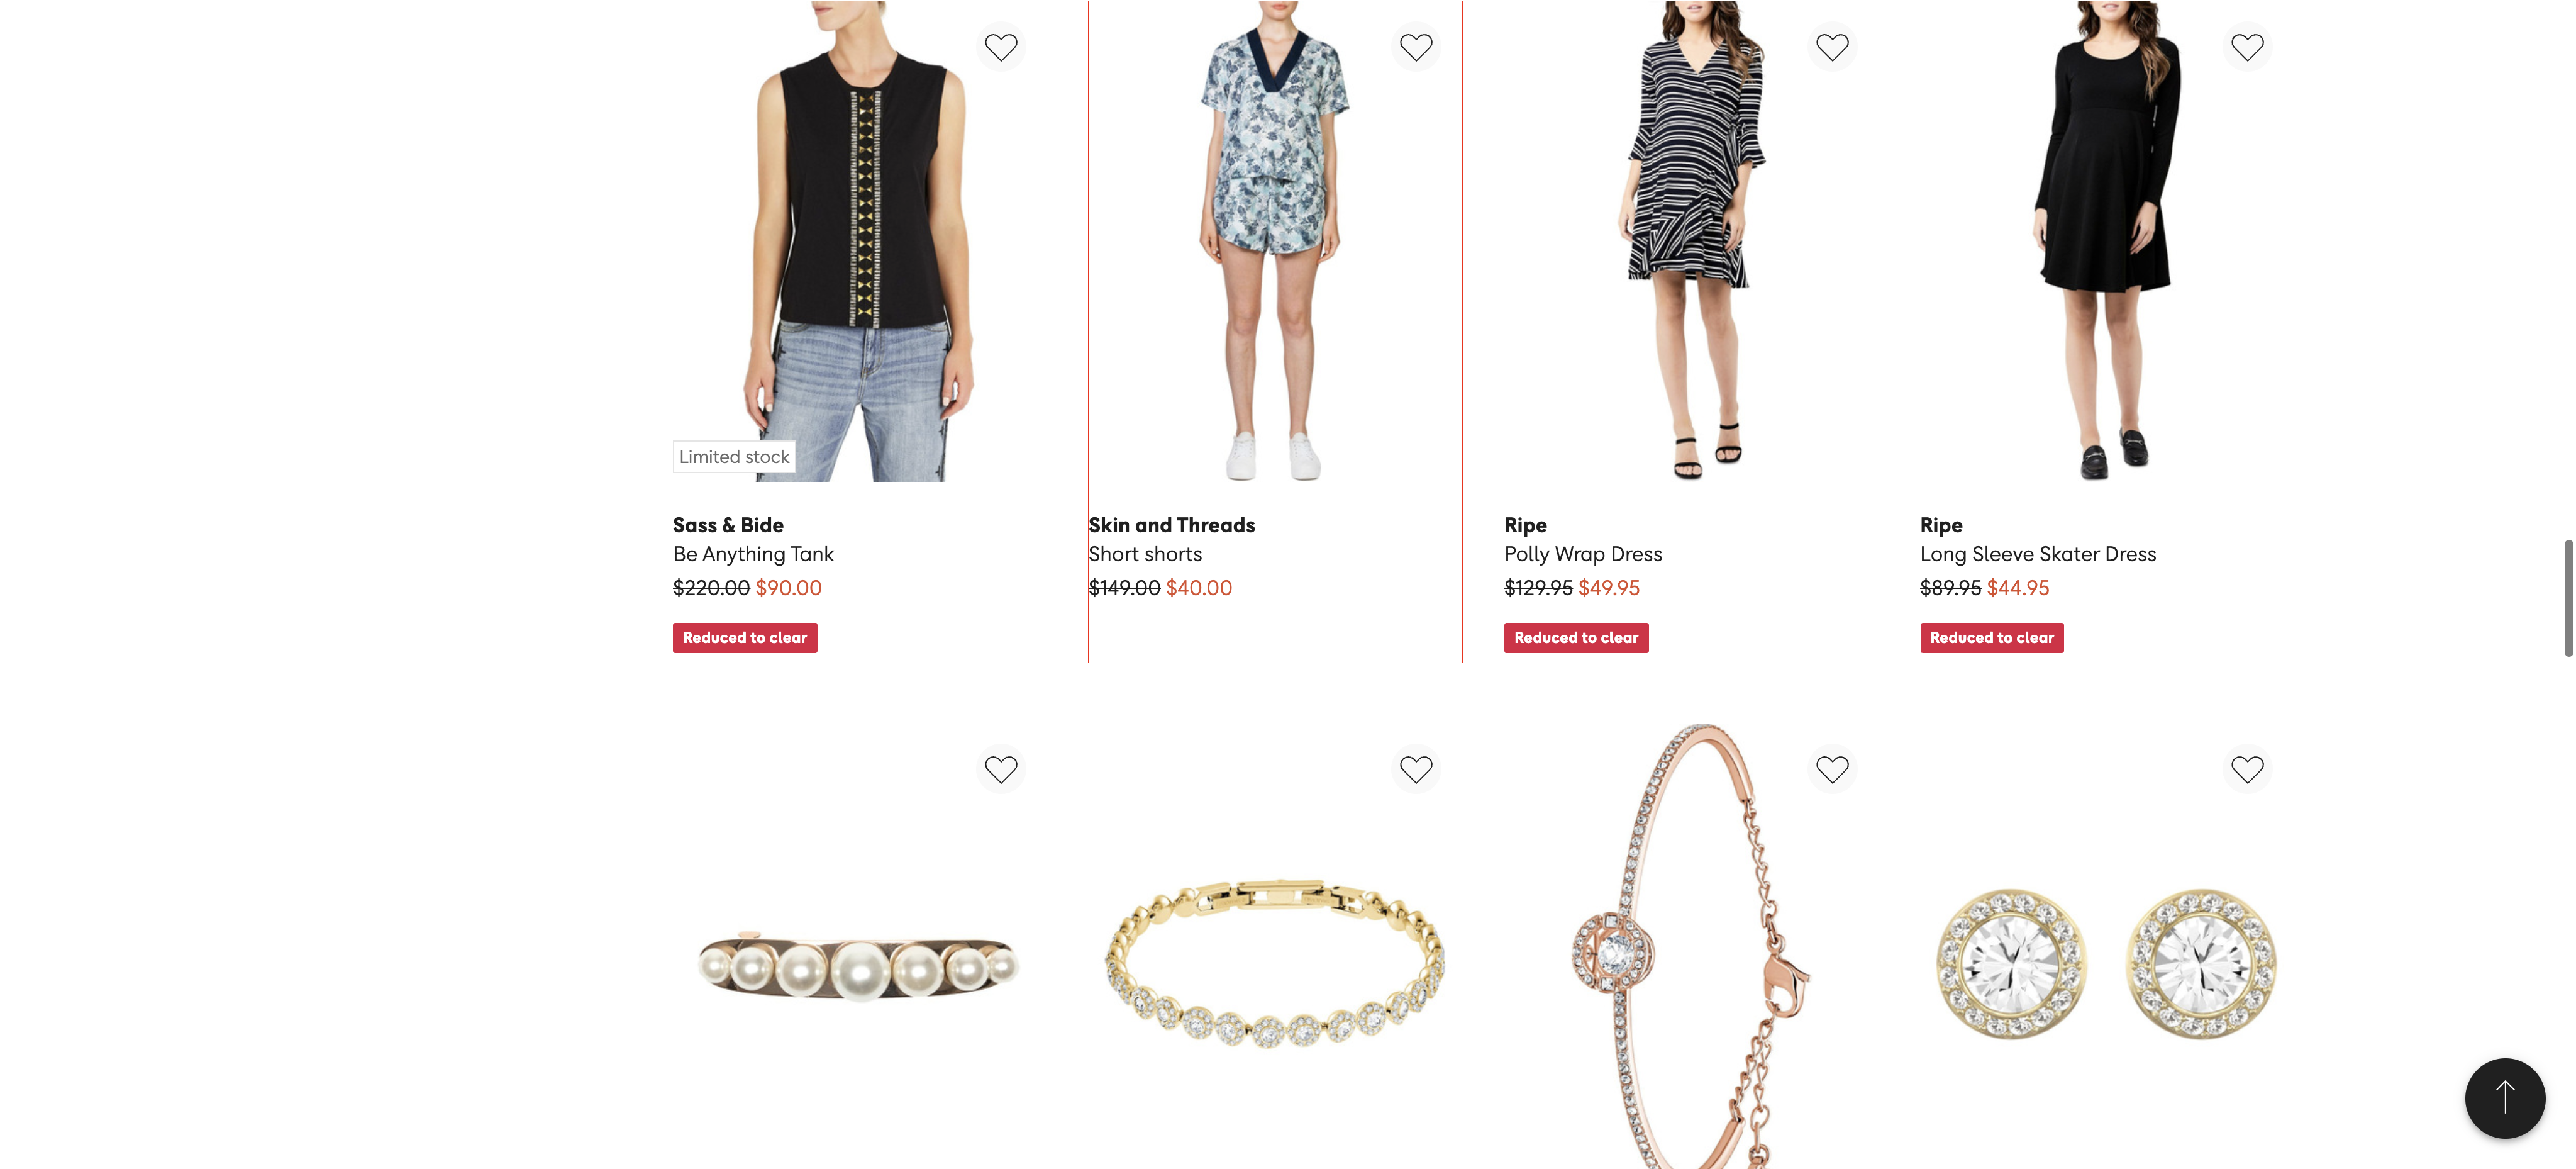 Limited stock
Sass & Bide
Be Anything Tank
$220.00 $90.00
Reduced to clear
Skin and Threads
Short shorts
$149.00 $40.00
Ripe
Polly Wrap Dress
$129.95 $49.95
Reduced to clear
Ripe
Long Sleeve Skater Dress
$89.95 $44.95
Reduced to clear